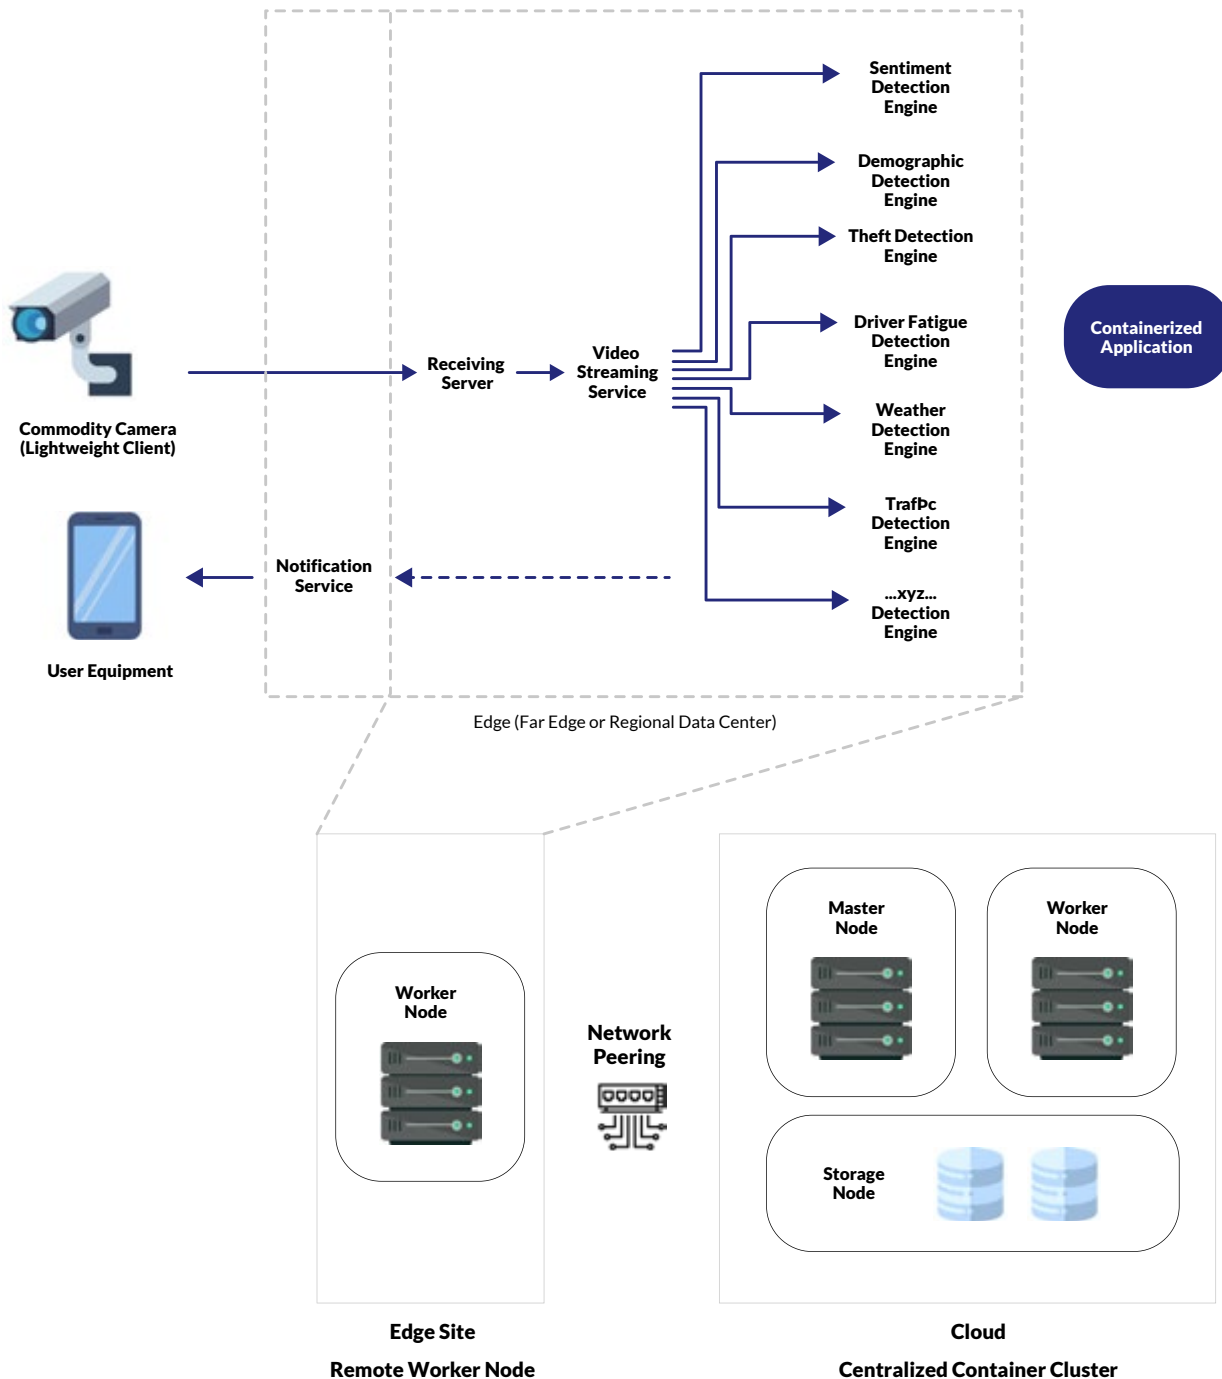 Sentiment
Detection
Engine
Demographic
Detection
Engine
Theft Detection
Engine
Driver Fatigue
Detection
Engine
Weather
Detection
Engine
TrafÞc
Detection
Engine
...xyz...
Detection
Engine
Containerized
Application
Receiving
Server
Video
Streaming
Service
Commodity Camera
(Lightweight Client)
Notification
Service
User Equipment
Edge (Far Edge or Regional Data Center)
Worker
Node
Network
Peering
Master
Node
Worker
Node
Storage
Node
Edge Site
Remote Worker Node
Cloud
Centralized Container Cluster